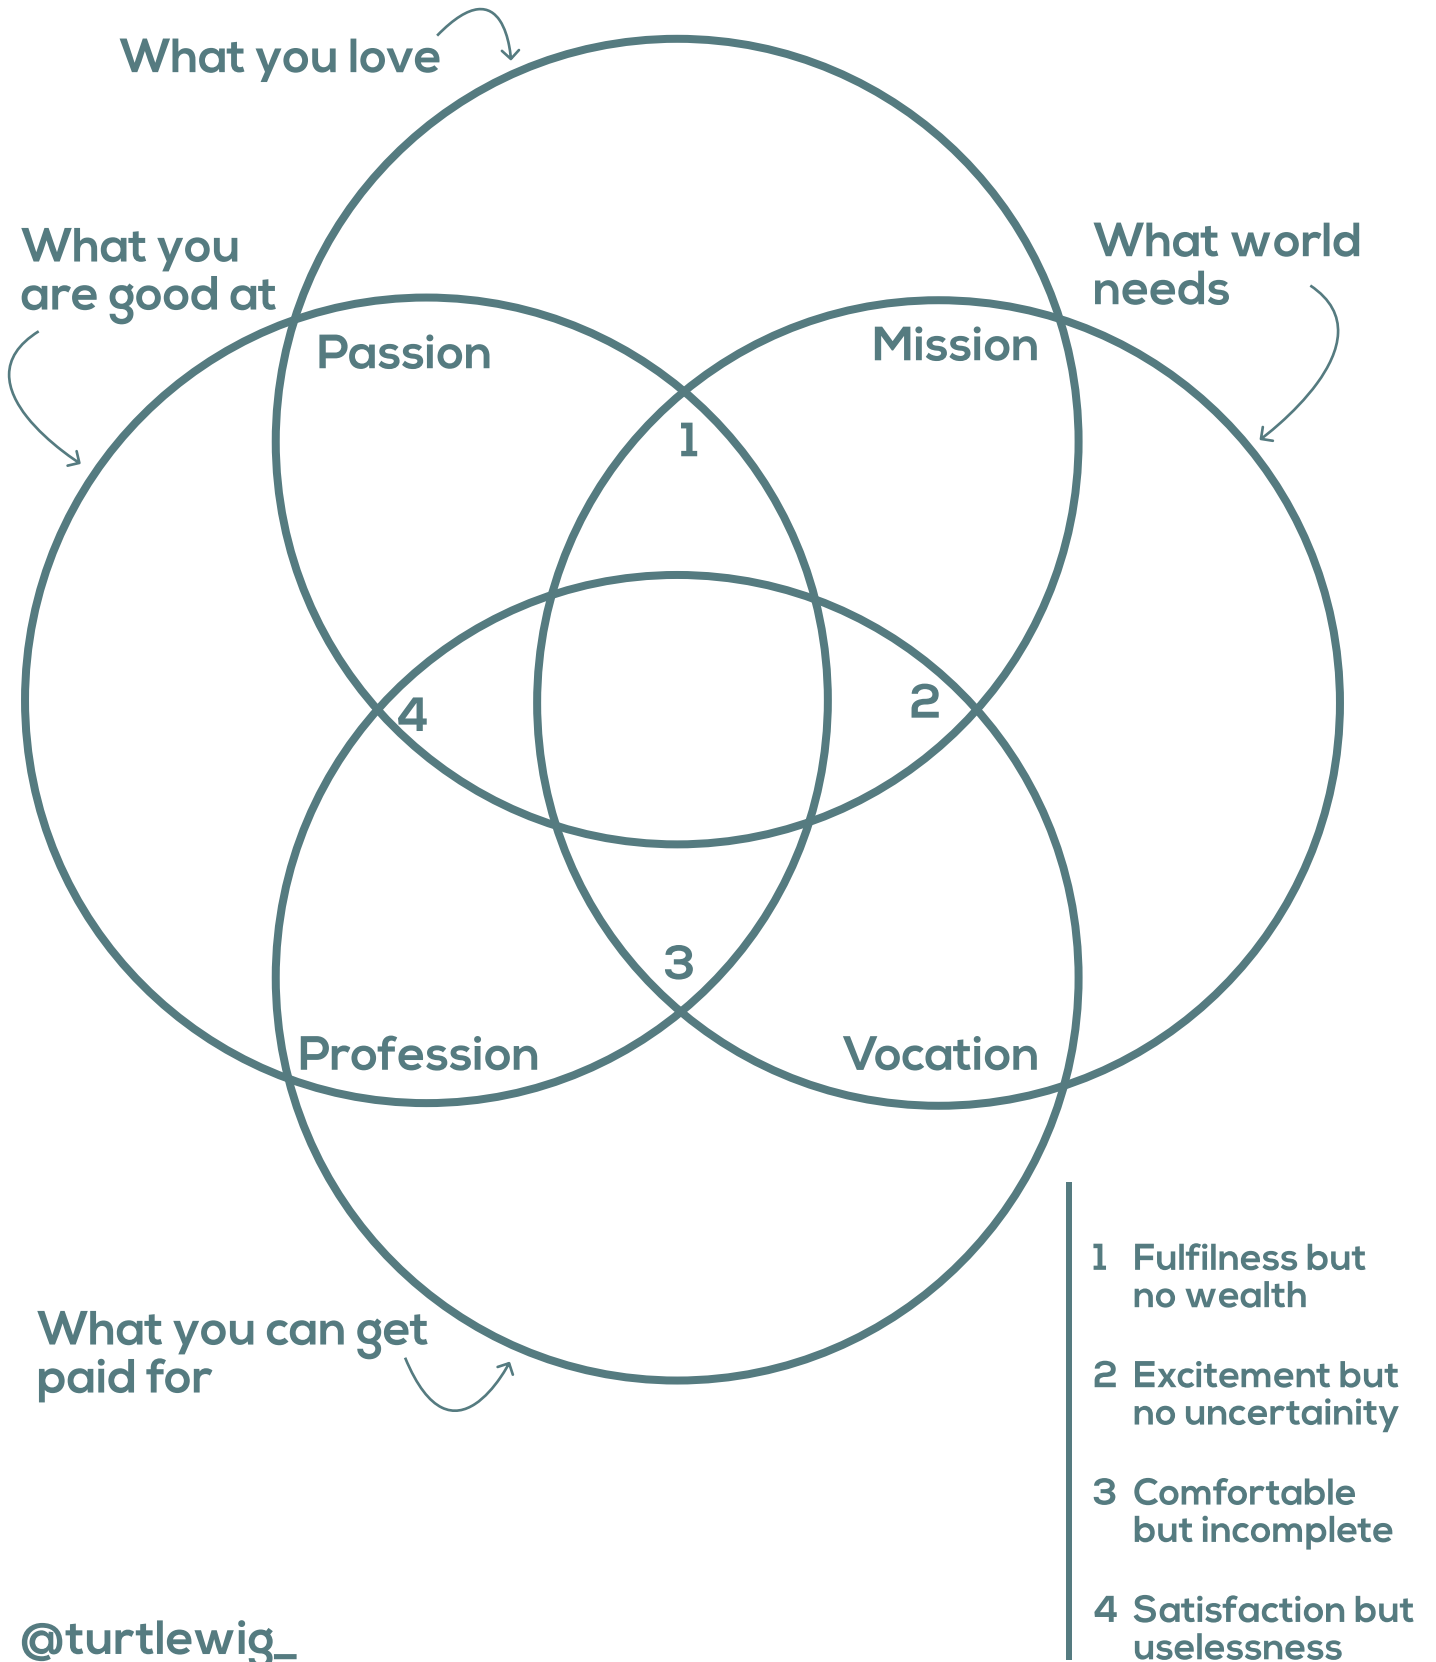 What you love
What you
are good at
What world
needs
Passion
Mission
1
4
2
3
Profession
Vocation
What you can get
paid for
1 Fulfilness but
no wealth
2 Excitement but
no uncertainity
3 Comfortable
but incomplete
4 Satisfaction but
uselessness
@turtlewig_